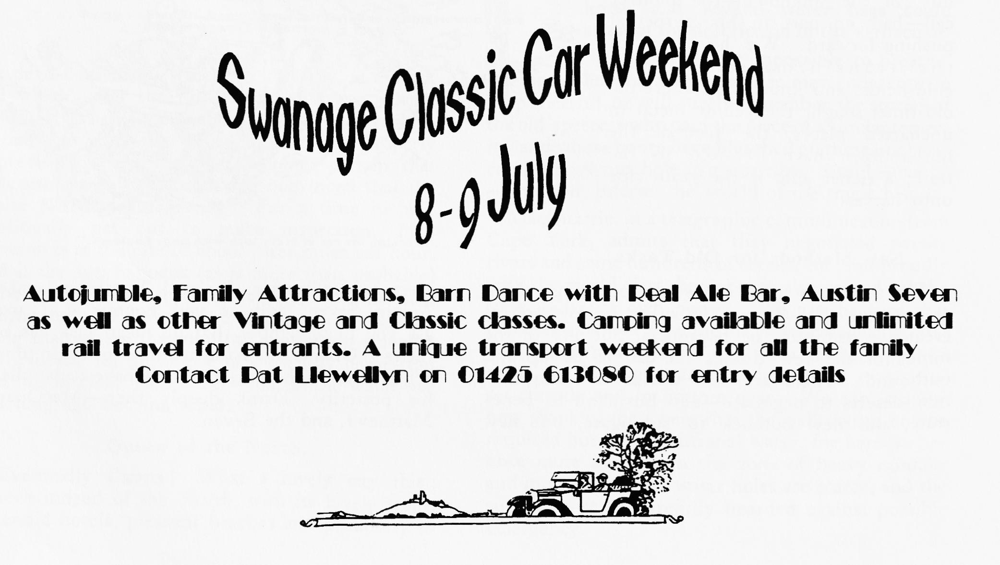 Swanage Classic Car Weekend
8-9 July
Autojumble, Family Attractions, Barn Dance with Real Ale Bar, Austin Seven
as well as other Vintage and Classic classes. Camping available and unlimited
rail travel for entrants. A unique transport weekend for all the family
Contact Pat Llewellyn on 01425 613080 for entry details